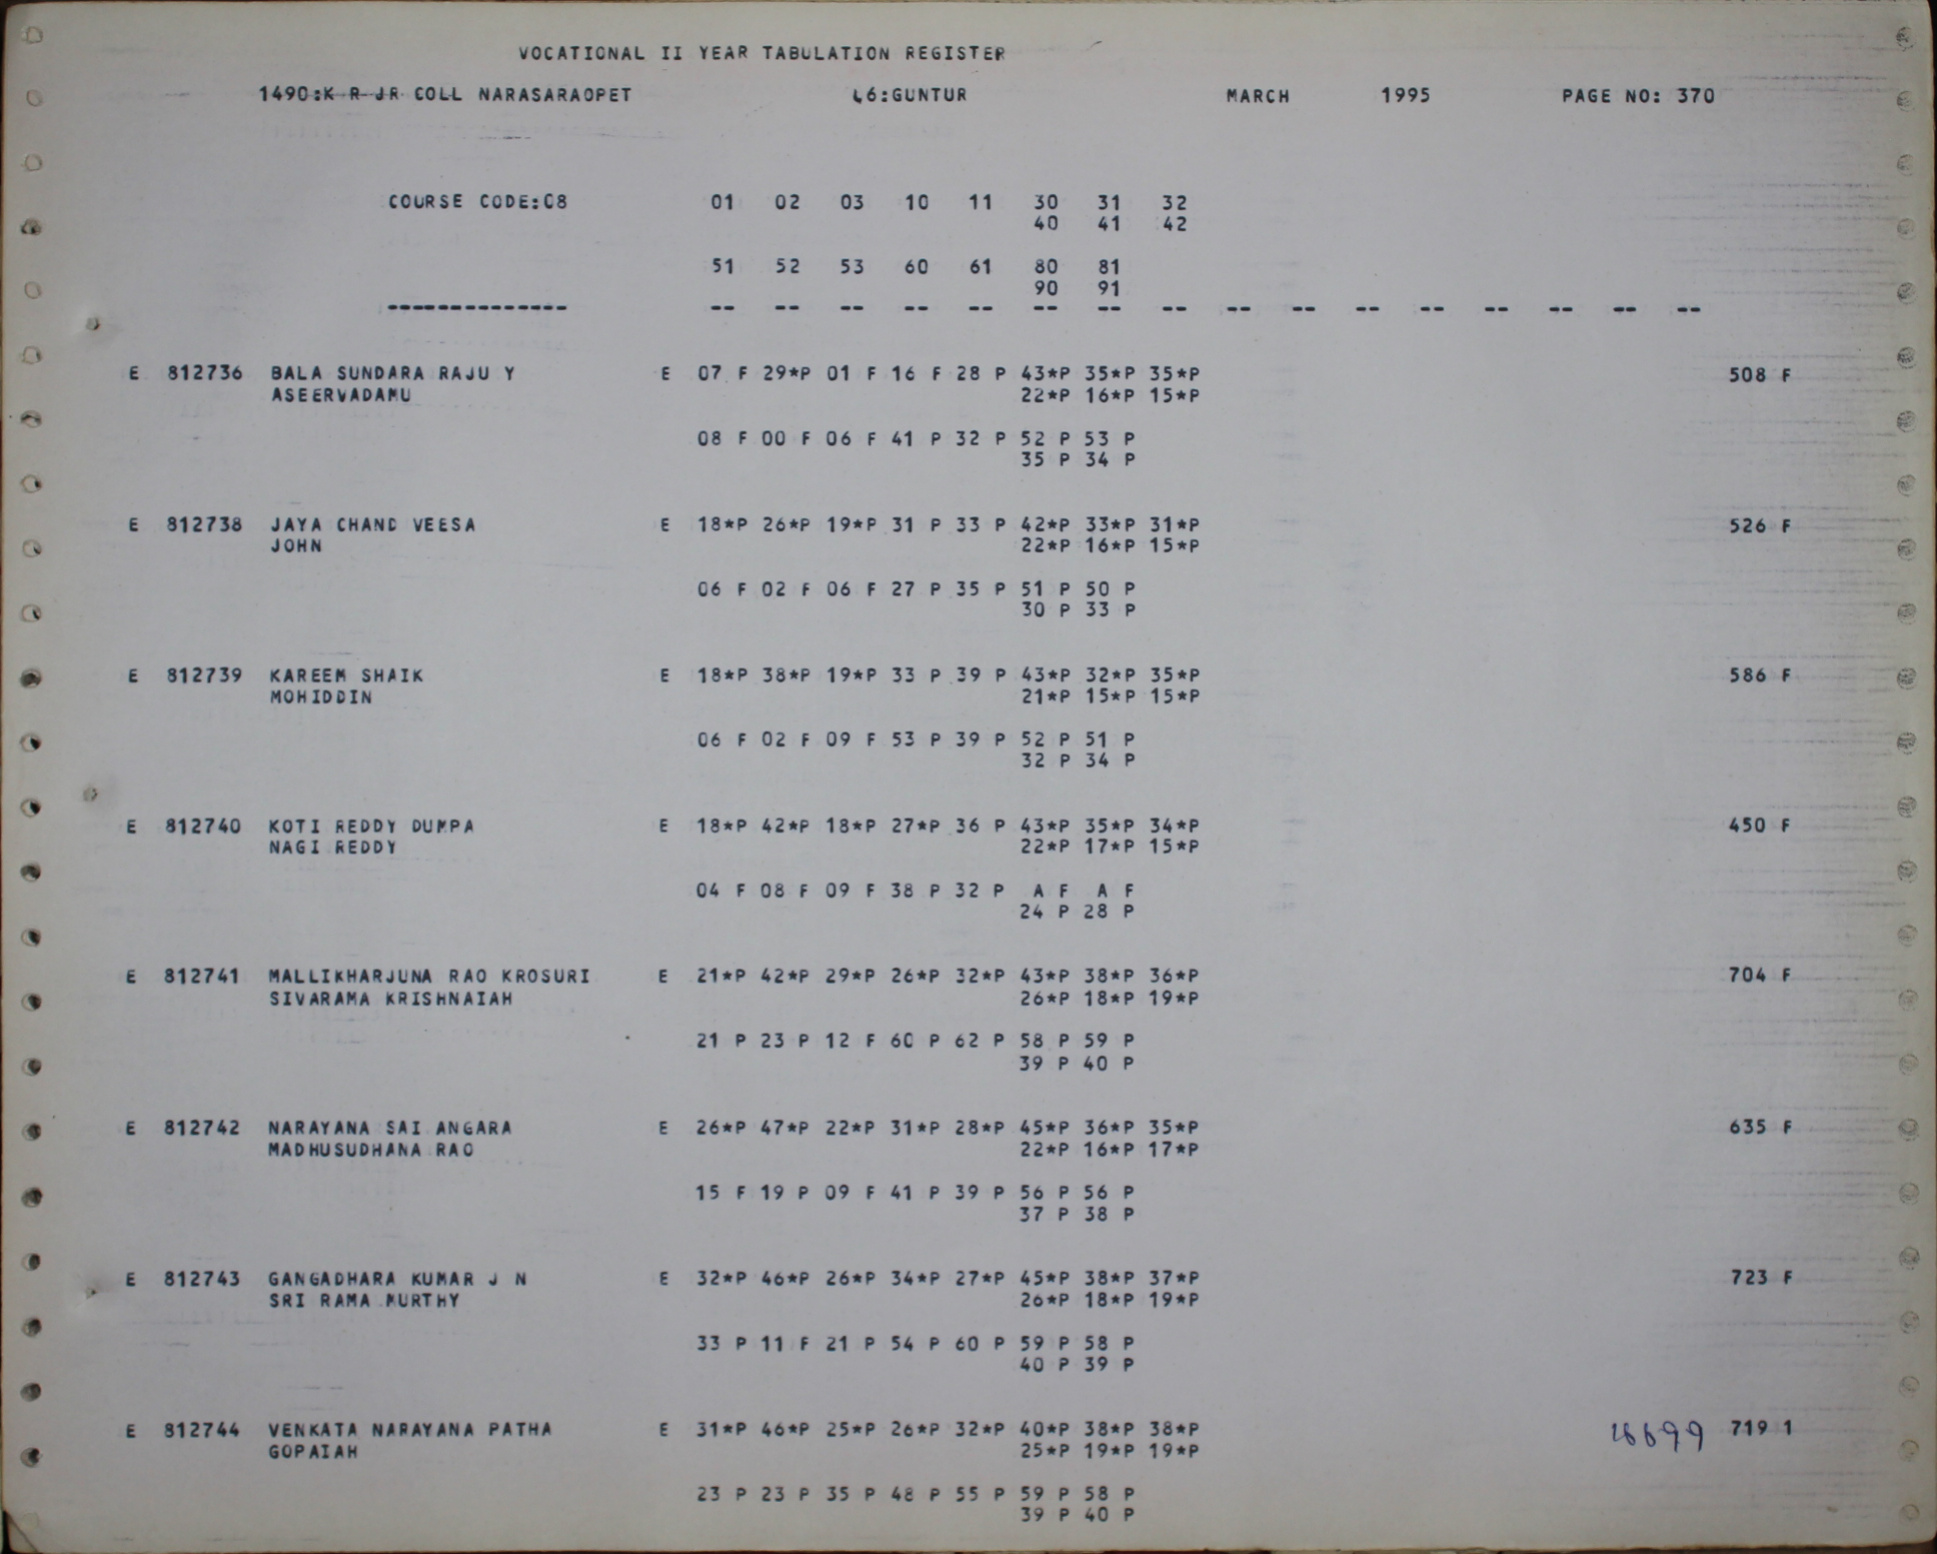 VOCATIONAL II YEAR TABULATION REGISTER
1490:K R JR COLL NARASARAOPET L6:GUNTUR MARCH 1995 PAGE NO: 370
COURSE CODE:C8 01 02 03 10 11 30 31 32
40 41 42
51 52 53 60 61 80 81
90 91
-------------- -- -- -- -- -- -- -- -- -- -- -- -- -- -- -- --
E 812736 BALA SUNDARA RAJU Y E 07 F 29*P 01 F 16 F 28 P 43*P 35*P 35*P 508 F
ASEERVADAMU 22*P 16*P 15*P
08 F 00 F 06 F 41 P 32 P 52 P 53 P
35 P 34 P
E 812738 JAYA CHAND VEESA E 18*P 26*P 19*P 31 P 33 P 42*P 33*P 31*P 526 F
JOHN 22*P 16*P 15*P
06 F 02 F 06 F 27 P 35 P 51 P 50 P
30 P 33 P
E 812739 KAREEM SHAIK E 18*P 38*P 19*P 33 P 39 P 43*P 32*P 35*P 586 F
MOHIDDIN 21*P 15*P 15*P
06 F 02 F 09 F 53 P 39 P 52 P 51 P
32 P 34 P
E 812740 KOTI REDDY DUMPA E 18*P 42*P 18*P 27*P 36 P 43*P 35*P 34*P 450 F
NAGI REDDY 22*P 17*P 15*P
04 F 08 F 09 F 38 P 32 P A F A F
24 P 28 P
E 812741 MALLIKHARJUNA RAO KROSURI E 21*P 42*P 29*P 26*P 32*P 43*P 38*P 36*P 704 F
SIVARAMA KRISHNAIAH 26*P 18*P 19*P
21 P 23 P 12 F 60 P 62 P 58 P 59 P
39 P 40 P
E 812742 NARAYANA SAI ANGARA E 26*P 47*P 22*P 31*P 28*P 45*P 36*P 35*P 635 F
MADHUSUDHANA RAO 22*P 16*P 17*P
15 F 19 P 09 F 41 P 39 P 56 P 56 P
37 P 38 P
E 812743 GANGADHARA KUMAR J N E 32*P 46*P 26*P 34*P 27*P 45*P 38*P 37*P 723 F
SRI RAMA MURTHY 26*P 18*P 19*P
33 P 11 F 21 P 54 P 60 P 59 P 58 P
40 P 39 P
E 812744 VENKATA NARAYANA PATHA E 31*P 46*P 25*P 26*P 32*P 40*P 38*P 38*P 719 1
GOPAIAH 25*P 19*P 19*P
23 P 23 P 35 P 48 P 55 P 59 P 58 P
39 P 40 P